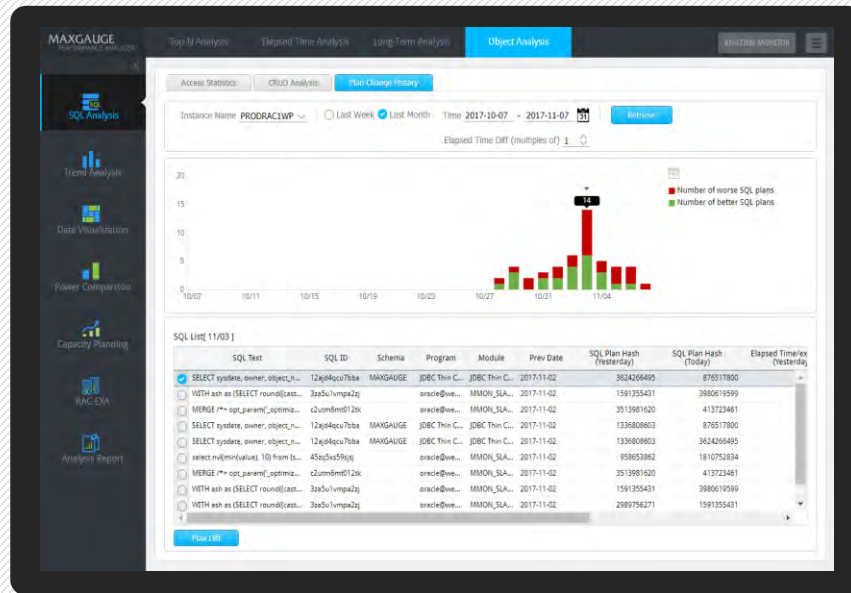 MAXGAUGE
PERFORMANCE ANALYZER
Top-N Analysis Elapsed Time Analysis Long-Term Analysis Object Analysis REALTIME MONITOR
Access Statistics CRUD Analysis Plan Change History
SQL
SQL Analysis
Trend Analysis
Data Visualization
Power Comparison
Capacity Planning
RAC-EXA
Analysis Report
Instance Name PRODRAC1WP Last Week Last Month Time 2017-10-07 - 2017-11-07 31 Retrieve
Elapsed Time Diff (multiples of) 1
20
15
10
5
0
14
Number of worse SQL plans
Number of better SQL plans
10/07 10/11 10/15 10/19 10/23 10/27 10/31 11/04
SQL List[ 11/03 ]
SQL Text SQL ID Schema Program Module Prev Date SQL Plan Hash (Yesterday) SQL Plan Hash (Today) Elapsed Time/ex (Yesterday
SELECT sysdate, owner, object_n... 12ajd4qcu7bba MAXGAUGE JDBC Thin C... JDBC Thin C... 2017-11-02 3624266495 876517800
WITH ash as (SELECT round((cast... 3za5u1vmpa2zj oracle@we... MMON_SLA... 2017-11-02 1591355431 3980619599
MERGE /*+ opt_param('_optimiz... c2utm6mt012tk oracle@we... MMON_SLA... 2017-11-02 3513981620 413723461
SELECT sysdate, owner, object_n... 12ajd4qcu7bba MAXGAUGE JDBC Thin C... JDBC Thin C... 2017-11-02 1336808603 876517800
SELECT sysdate, owner, object_n... 12ajd4qcu7bba MAXGAUGE JDBC Thin C... JDBC Thin C... 2017-11-02 1336808603 3624266495
select nvl(min(value), 10) from (s... oracle@we... MMON_SLA... 2017-11-02 958653862 1810752834
MERGE /*+ opt_param('_optimiz... c2utm6mt012tk oracle@we... MMON_SLA... 2017-11-02 3513981620 413723461
WITH ash as (SELECT round((cast... 3za5u1vmpa2zj oracle@we... MMON_SLA... 2017-11-02 1591355431 3980619599
WITH ash as (SELECT round((cast... 3za5u1vmpa2zj oracle@we... MMON_SLA... 2017-11-02 2989756271 1591355431
Plan Diff